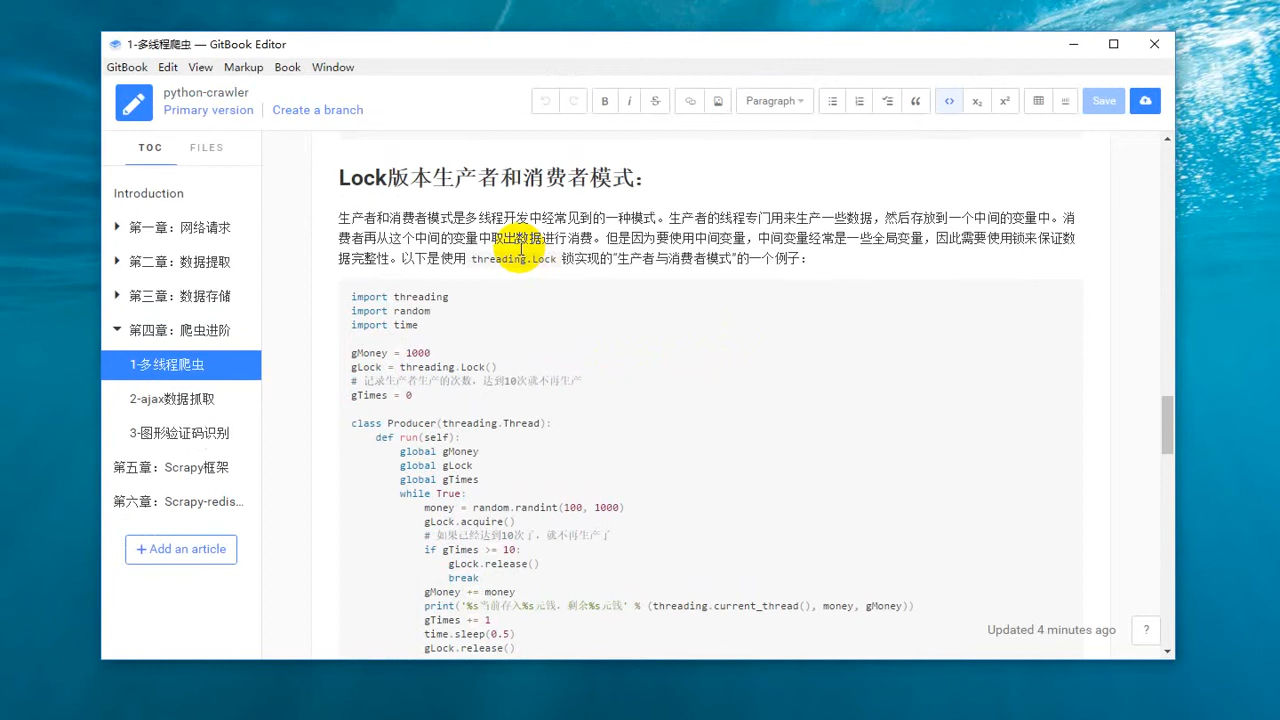 1-多线程爬虫 — GitBook Editor
GitBook Edit View Markup Book Window
python-crawler
Primary version Create a branch
B i S Paragraph <> x₂ x² Save
TOC FILES
Introduction
第一章：网络请求
第二章：数据提取
第三章：数据存储
第四章：爬虫进阶
1-多线程爬虫
2-ajax数据抓取
3-图形验证码识别
第五章：Scrapy框架
第六章：Scrapy-redis…
+ Add an article
Lock版本生产者和消费者模式：
生产者和消费者模式是多线程开发中经常见到的一种模式。生产者的线程专门用来生产一些数据，然后存放到一个中间的变量中。消
费者再从这个中间的变量中取出数据进行消费。但是因为要使用中间变量，中间变量经常是一些全局变量，因此需要使用锁来保证数
据完整性。以下是使用 threading.Lock 锁实现的“生产者与消费者模式”的一个例子：
import threading
import random
import time
gMoney = 1000
gLock = threading.Lock()
# 记录生产者生产的次数，达到10次就不再生产
gTimes = 0
class Producer(threading.Thread):
def run(self):
global gMoney
global gLock
global gTimes
while True:
money = random.randint(100, 1000)
gLock.acquire()
# 如果已经达到10次了，就不再生产了
if gTimes >= 10:
gLock.release()
break
gMoney += money
print('%s当前存入%s元钱，剩余%s元钱' % (threading.current_thread(), money, gMoney))
gTimes += 1
time.sleep(0.5)
gLock.release()
Updated 4 minutes ago ?